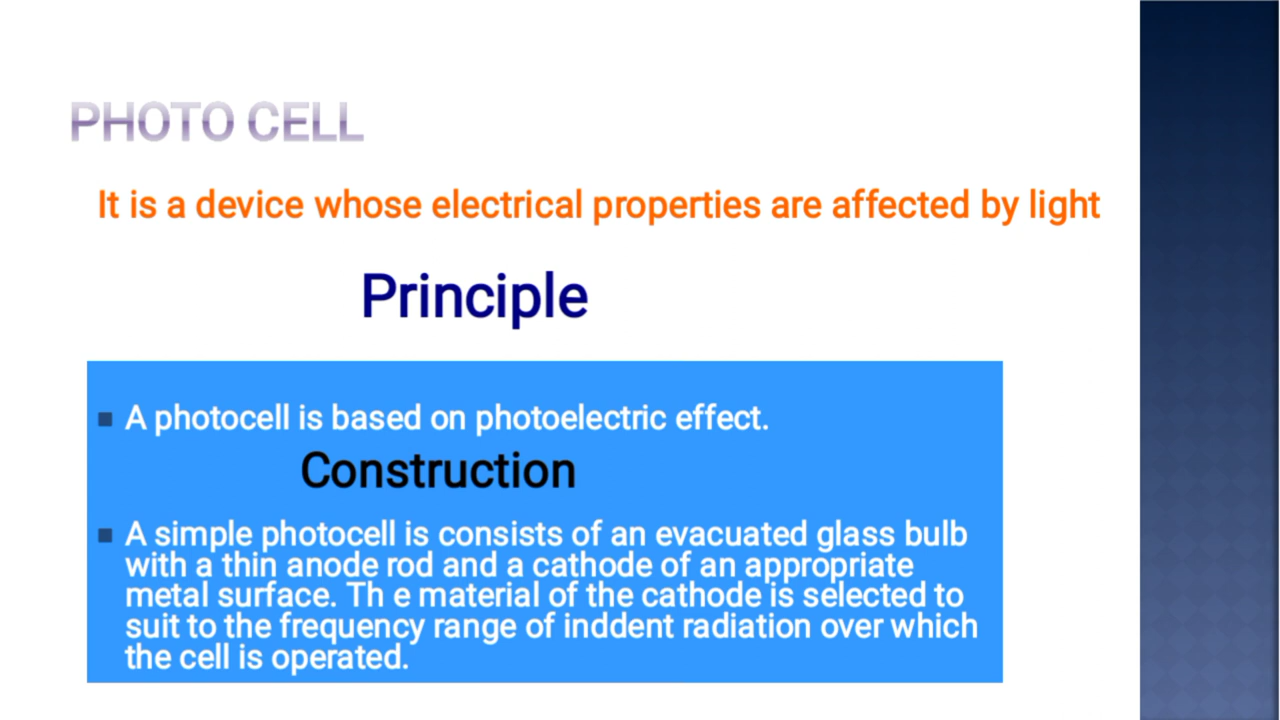 PHOTO CELL
It is a device whose electrical properties are affected by light
Principle
A photocell is based on photoelectric effect.
Construction
A simple photocell is consists of an evacuated glass bulb
with a thin anode rod and a cathode of an appropriate
metal surface. Th e material of the cathode is selected to
suit to the frequency range of inddent radiation over which
the cell is operated.